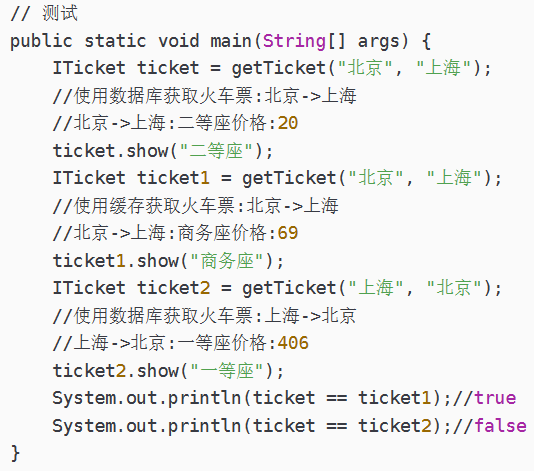 // 测试
public static void main(String[] args) {
    ITicket ticket = getTicket("北京", "上海");
    //使用数据库获取火车票:北京->上海
    //北京->上海:二等座价格:20
    ticket.show("二等座");
    ITicket ticket1 = getTicket("北京", "上海");
    //使用缓存获取火车票:北京->上海
    //北京->上海:商务座价格:69
    ticket1.show("商务座");
    ITicket ticket2 = getTicket("上海", "北京");
    //使用数据库获取火车票:上海->北京
    //上海->北京:一等座价格:406
    ticket2.show("一等座");
    System.out.println(ticket == ticket1);//true
    System.out.println(ticket == ticket2);//false
}